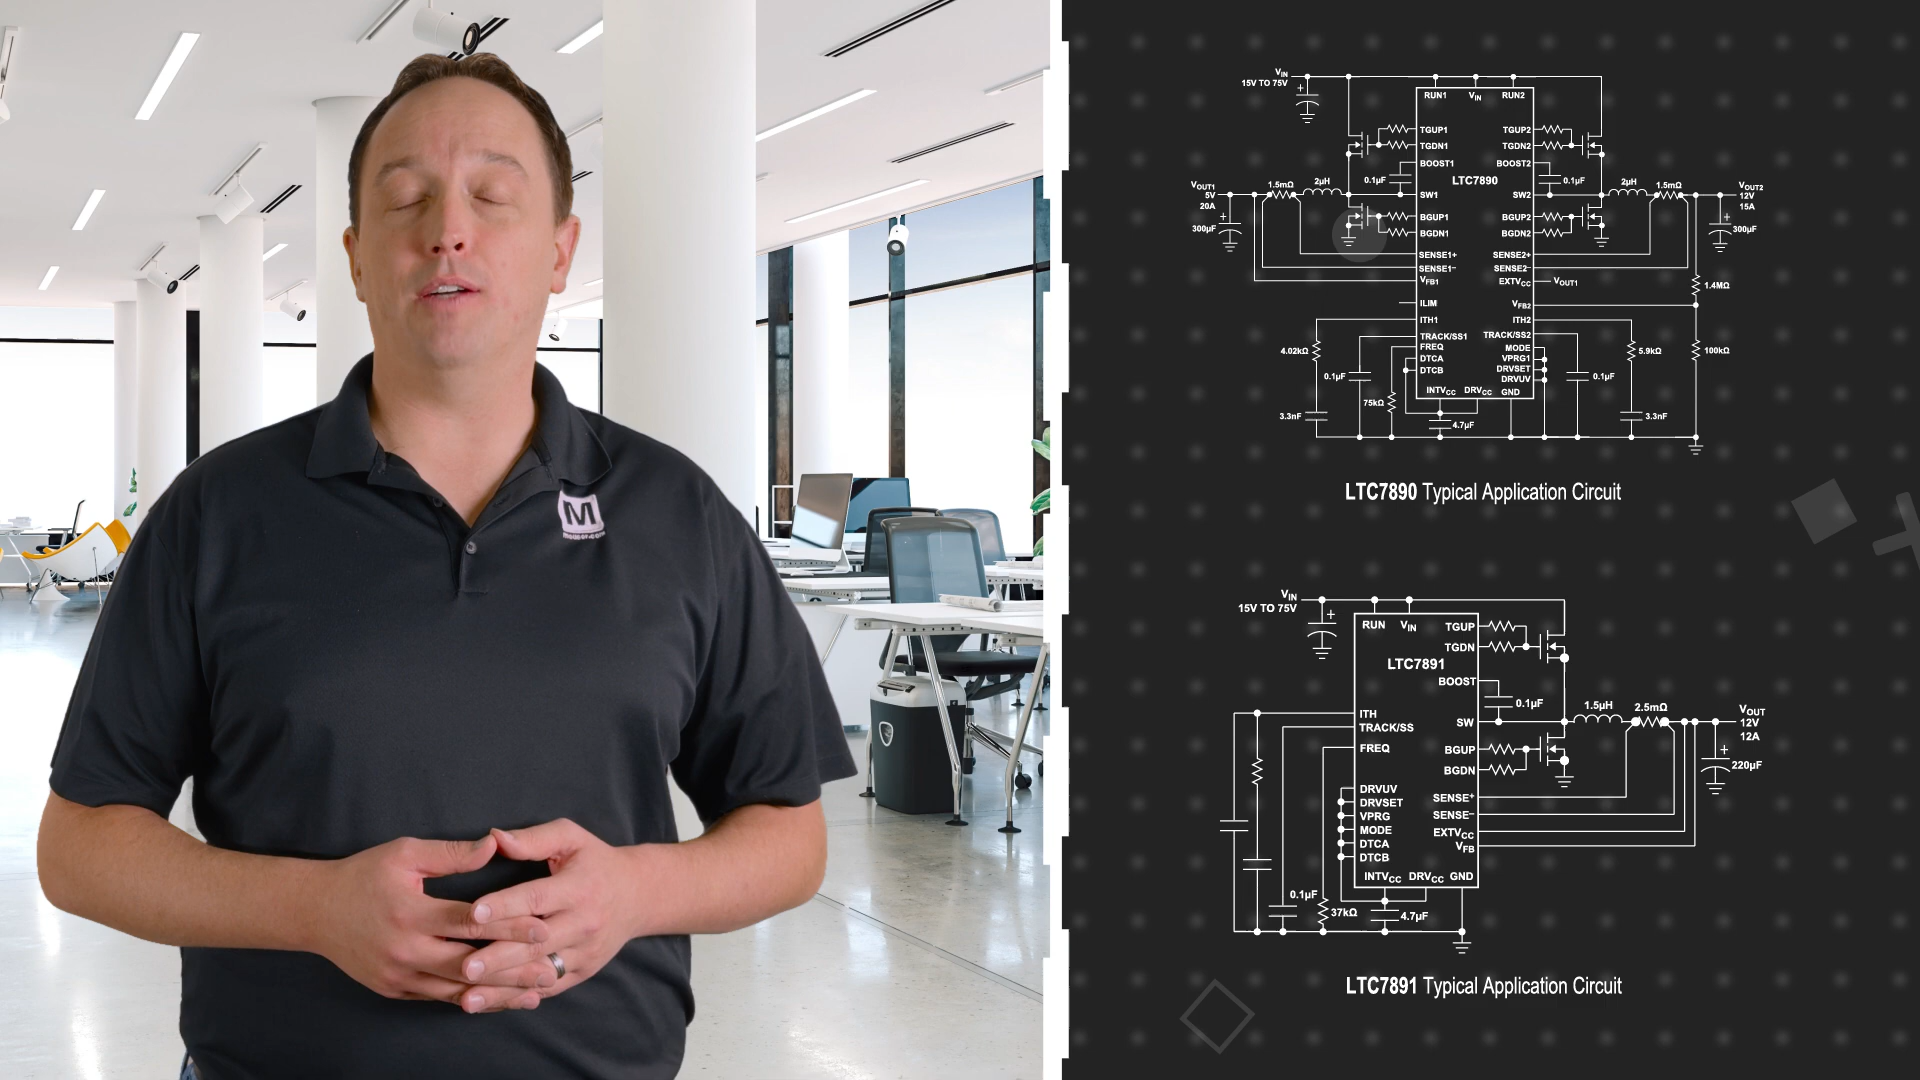 M
mouser.com
VIN
15V TO 75V
RUN1
VIN
RUN2
TGUP1
TGUP2
TGDN1
TGDN2
BOOST1
BOOST2
0.1µF
LTC7890
0.1µF
VOUT1
5V
20A
1.5mΩ
2µH
SW1
SW2
2µH
1.5mΩ
VOUT2
12V
15A
300µF
BGUP1
BGUP2
300µF
BGDN1
BGDN2
SENSE1+
SENSE2+
SENSE1–
SENSE2–
VFB1
EXTVCC
VOUT1
1.4MΩ
ILIM
VFB2
ITH1
ITH2
TRACK/SS1
TRACK/SS2
FREQ
MODE
4.02kΩ
DTCA
VPRG1
5.9kΩ
100kΩ
DTCB
DRVSET
0.1µF
DRVUV
0.1µF
INTVCC
DRVCC
GND
75kΩ
3.3nF
4.7µF
3.3nF
LTC7890 Typical Application Circuit
VIN
15V TO 75V
RUN
VIN
TGUP
TGDN
LTC7891
BOOST
0.1µF
1.5µH
2.5mΩ
VOUT
12V
12A
ITH
SW
TRACK/SS
FREQ
BGUP
220µF
BGDN
DRVUV
SENSE+
DRVSET
VPRG
SENSE–
MODE
EXTVCC
DTCA
VFB
DTCB
INTVCC
DRVCC
GND
0.1µF
37kΩ
4.7µF
LTC7891 Typical Application Circuit